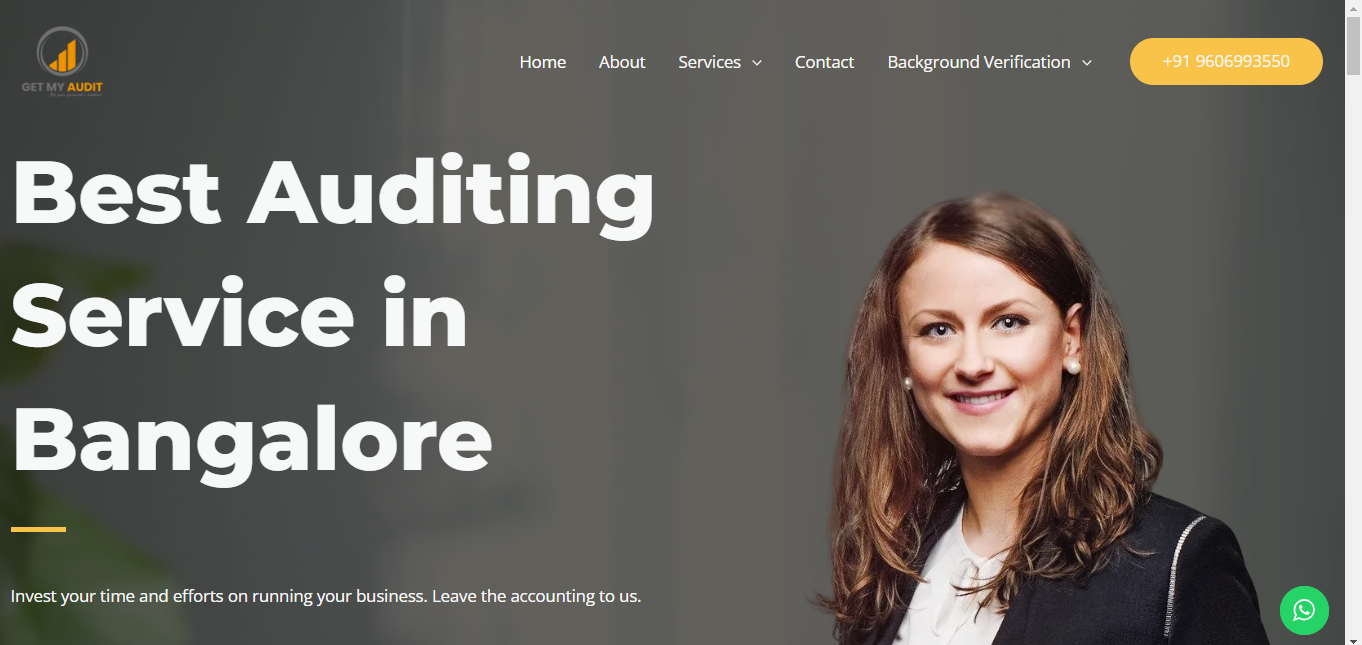 GET MY AUDIT
Home
About
Services
Contact
Background Verification
+91 9606993550
Best Auditing
Service in
Bangalore
Invest your time and efforts on running your business. Leave the accounting to us.